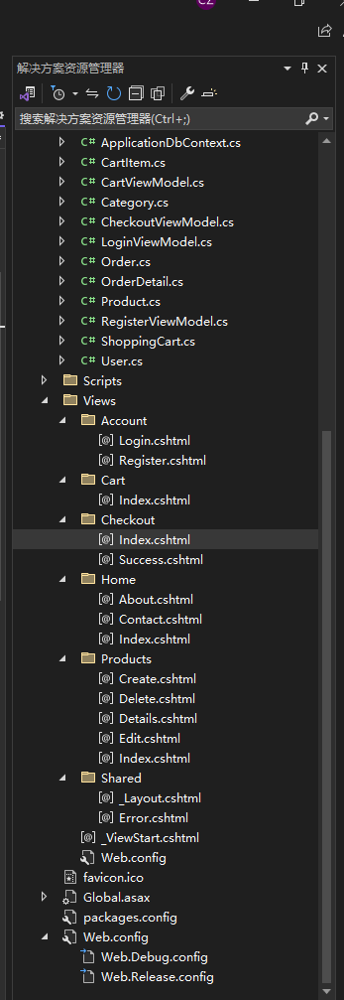 CZ
解决方案资源管理器
搜索解决方案资源管理器(Ctrl+;)
C# ApplicationDbContext.cs
C# CartItem.cs
C# CartViewModel.cs
C# Category.cs
C# CheckoutViewModel.cs
C# LoginViewModel.cs
C# Order.cs
C# OrderDetail.cs
C# Product.cs
C# RegisterViewModel.cs
C# ShoppingCart.cs
C# User.cs
Scripts
Views
Account
[@] Login.cshtml
[@] Register.cshtml
Cart
[@] Index.cshtml
Checkout
[@] Index.cshtml
[@] Success.cshtml
Home
[@] About.cshtml
[@] Contact.cshtml
[@] Index.cshtml
Products
[@] Create.cshtml
[@] Delete.cshtml
[@] Details.cshtml
[@] Edit.cshtml
[@] Index.cshtml
Shared
[@] _Layout.cshtml
[@] Error.cshtml
[@] _ViewStart.cshtml
Web.config
favicon.ico
Global.asax
packages.config
Web.config
Web.Debug.config
Web.Release.config